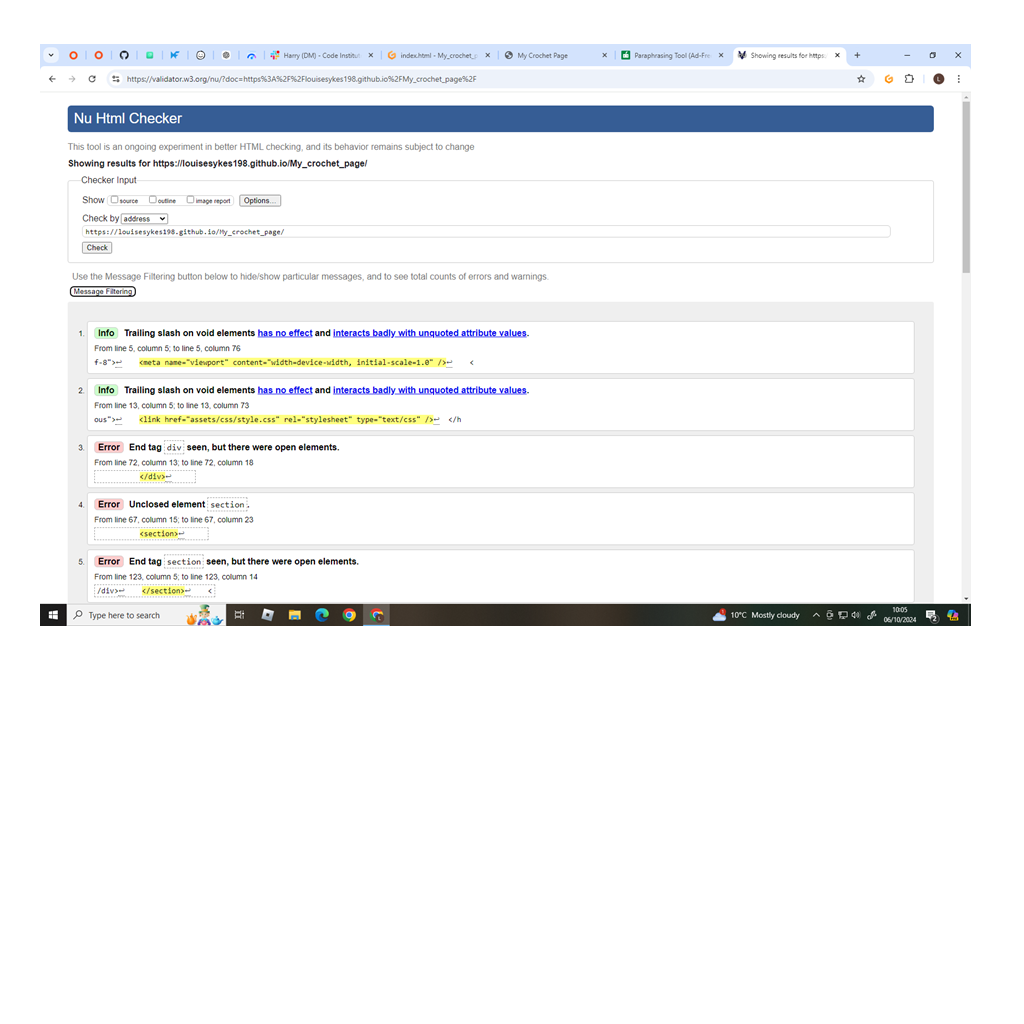 Harry (DM) - Code Institut
index.html - My_crochet_p
My Crochet Page
Paraphrasing Tool (Ad-Fre
Showing results for https:
https://validator.w3.org/nu/?doc=https%3A%2F%2Flouisesykes198.github.io%2FMy_crochet_page%2F
L
Nu Html Checker
This tool is an ongoing experiment in better HTML checking, and its behavior remains subject to change
Showing results for https://louisesykes198.github.io/My_crochet_page/
Checker Input
Show source outline image report Options...
Check by address
https://louisesykes198.github.io/My_crochet_page/
Check
Use the Message Filtering button below to hide/show particular messages, and to see total counts of errors and warnings.
Message Filtering
1. Info Trailing slash on void elements has no effect and interacts badly with unquoted attribute values.
From line 5, column 5; to line 5, column 76
f-8">↩ <meta name="viewport" content="width=device-width, initial-scale=1.0" />↩ <
2. Info Trailing slash on void elements has no effect and interacts badly with unquoted attribute values.
From line 13, column 5; to line 13, column 73
ous">↩ <link href="assets/css/style.css" rel="stylesheet" type="text/css" />↩ </h
3. Error End tag div seen, but there were open elements.
From line 72, column 13; to line 72, column 18
</div>↩
4. Error Unclosed element section.
From line 67, column 15; to line 67, column 23
<section>↩
5. Error End tag section seen, but there were open elements.
From line 123, column 5; to line 123, column 14
/div>↩ </section>↩ <
Type here to search
10°C Mostly cloudy
10:05
06/10/2024
2